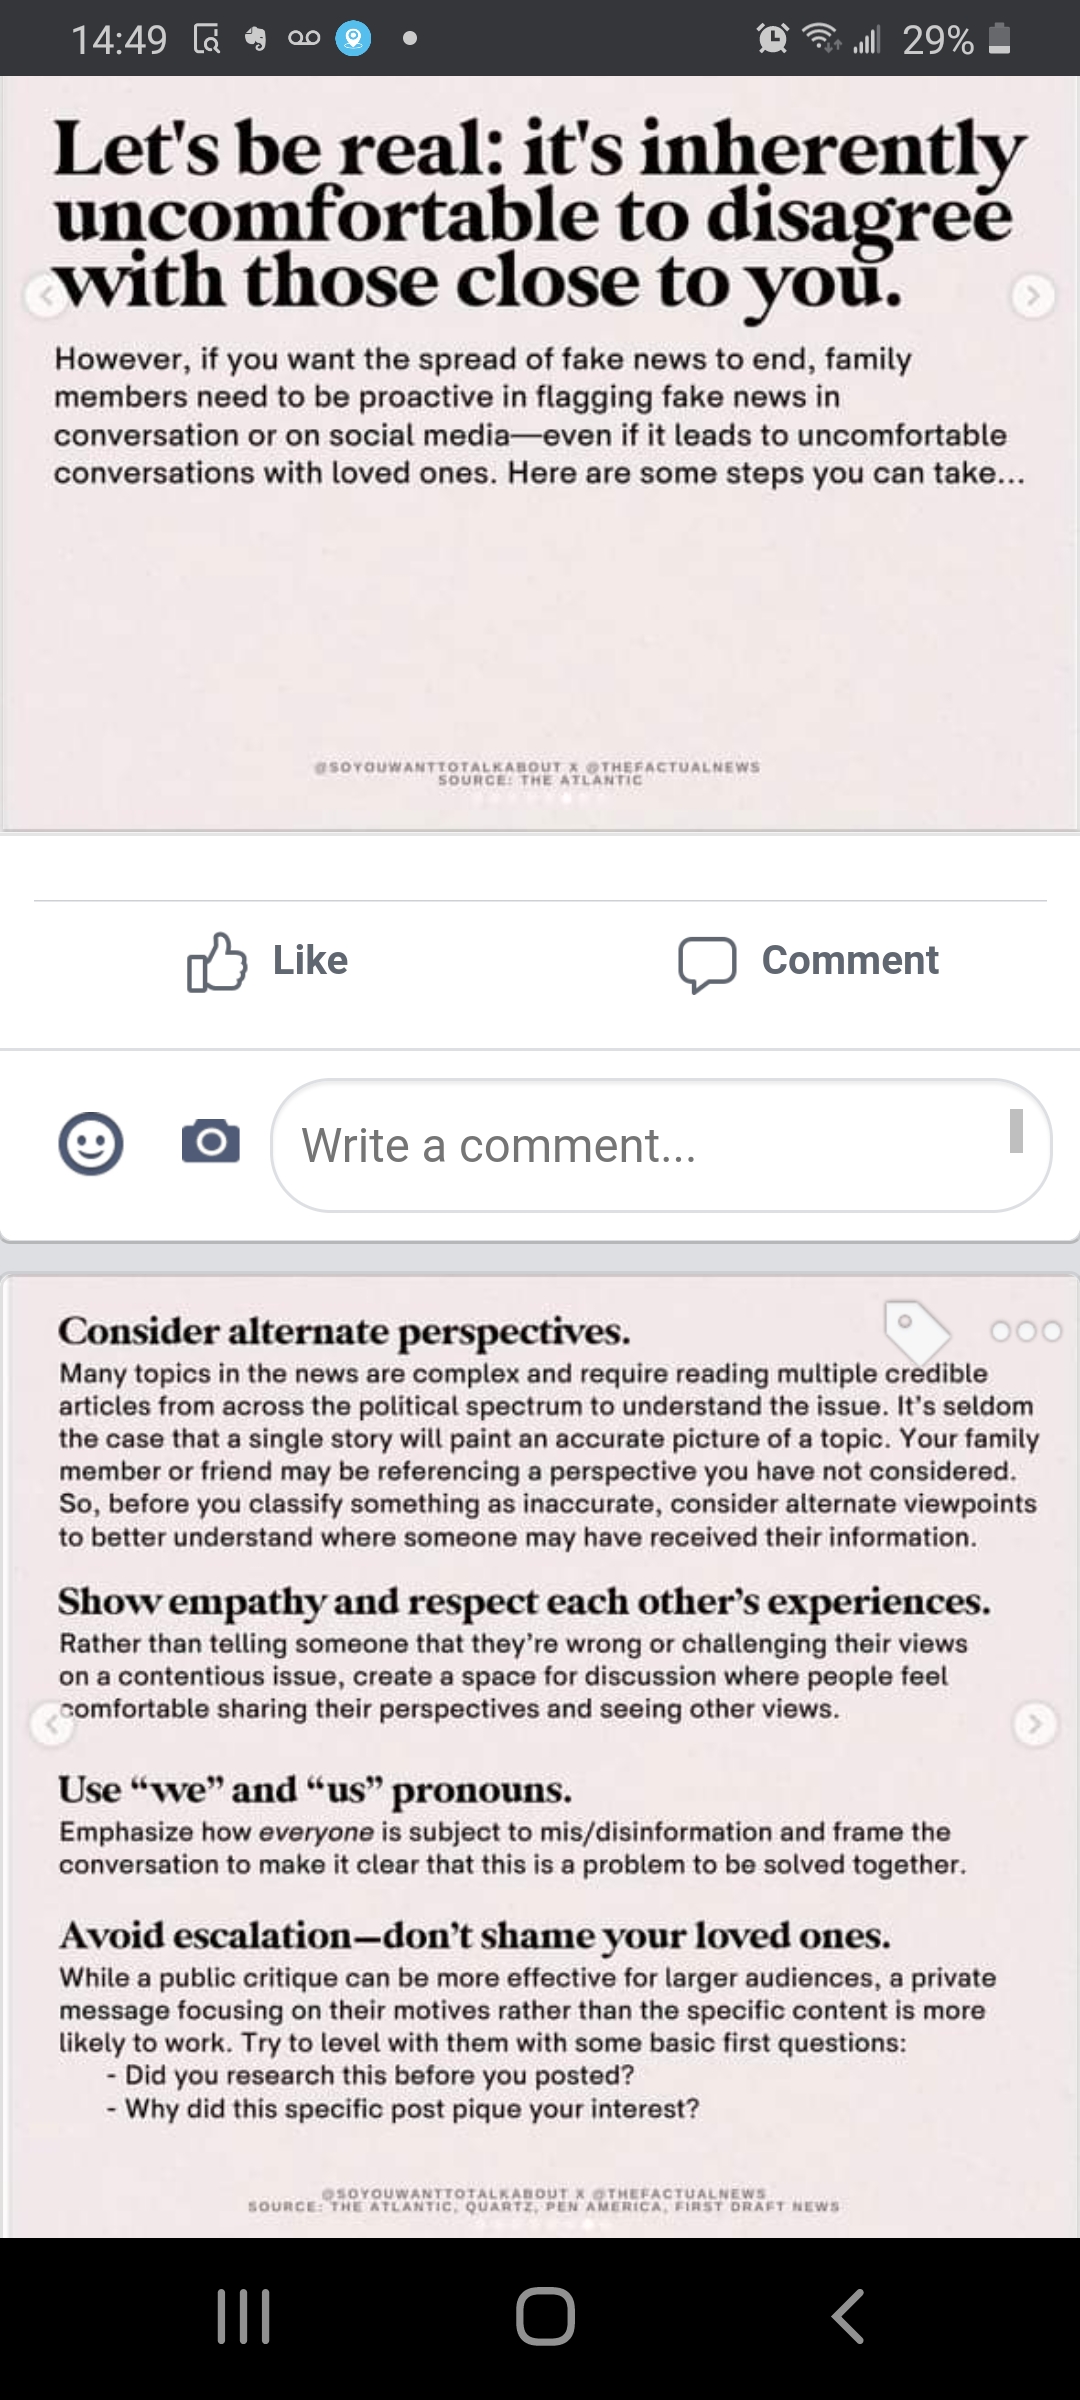 14:49
29%
Let's be real: it's inherently
uncomfortable to disagree
with those close to you.
However, if you want the spread of fake news to end, family
members need to be proactive in flagging fake news in
conversation or on social media—even if it leads to uncomfortable
conversations with loved ones. Here are some steps you can take...
@SOYOUWANTTOTALKABOUT X @THEFACTUALNEWS
SOURCE: THE ATLANTIC
Like
Comment
Write a comment...
Consider alternate perspectives.
Many topics in the news are complex and require reading multiple credible
articles from across the political spectrum to understand the issue. It's seldom
the case that a single story will paint an accurate picture of a topic. Your family
member or friend may be referencing a perspective you have not considered.
So, before you classify something as inaccurate, consider alternate viewpoints
to better understand where someone may have received their information.
Show empathy and respect each other's experiences.
Rather than telling someone that they're wrong or challenging their views
on a contentious issue, create a space for discussion where people feel
comfortable sharing their perspectives and seeing other views.
Use “we” and “us” pronouns.
Emphasize how everyone is subject to mis/disinformation and frame the
conversation to make it clear that this is a problem to be solved together.
Avoid escalation—don't shame your loved ones.
While a public critique can be more effective for larger audiences, a private
message focusing on their motives rather than the specific content is more
likely to work. Try to level with them with some basic first questions:
- Did you research this before you posted?
- Why did this specific post pique your interest?
@SOYOUWANTTOTALKABOUT X @THEFACTUALNEWS
SOURCE: THE ATLANTIC, QUARTZ, PEN AMERICA, FIRST DRAFT NEWS